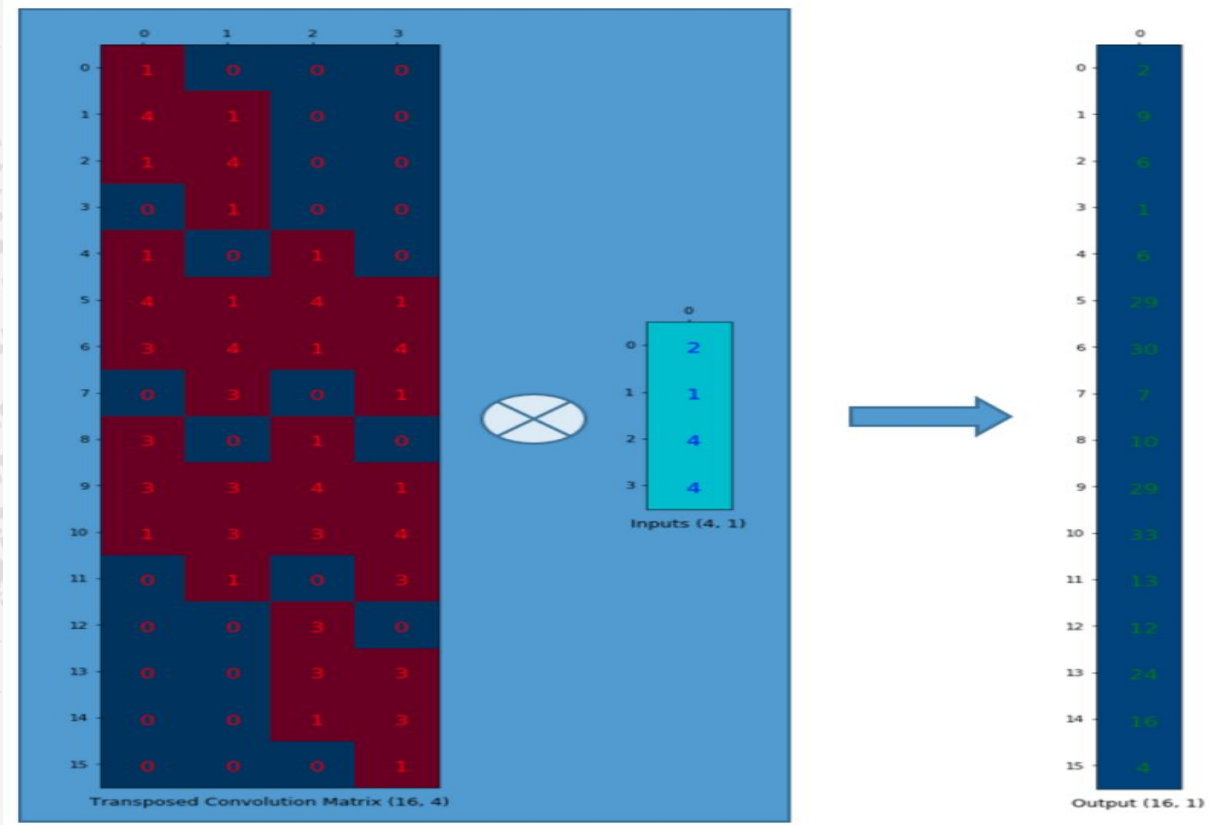 0 1 2 3
0 1 0 0 0
1 4 1 0 0
2 1 4 0 0
3 0 1 0 0
4 1 0 1 0
5 4 1 4 1
6 3 4 1 4
7 0 3 0 1
8 3 0 1 0
9 3 3 4 1
10 1 3 3 4
11 0 1 0 3
12 0 0 3 0
13 0 0 3 3
14 0 0 1 3
15 0 0 0 1
Transposed Convolution Matrix (16, 4)
0
0 2
1 1
2 4
3 4
Inputs (4, 1)
0
0 2
1 9
2 6
3 1
4 6
5 29
6 30
7 7
8 10
9 29
10 33
11 13
12 12
13 24
14 16
15 4
Output (16, 1)